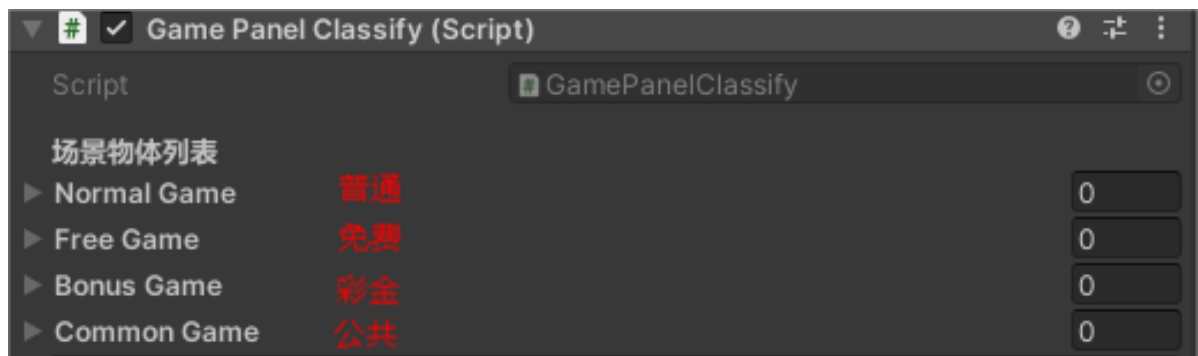 Game Panel Classify (Script)
Script GamePanelClassify
场景物体列表
Normal Game 普通 0
Free Game 免费 0
Bonus Game 彩金 0
Common Game 公共 0